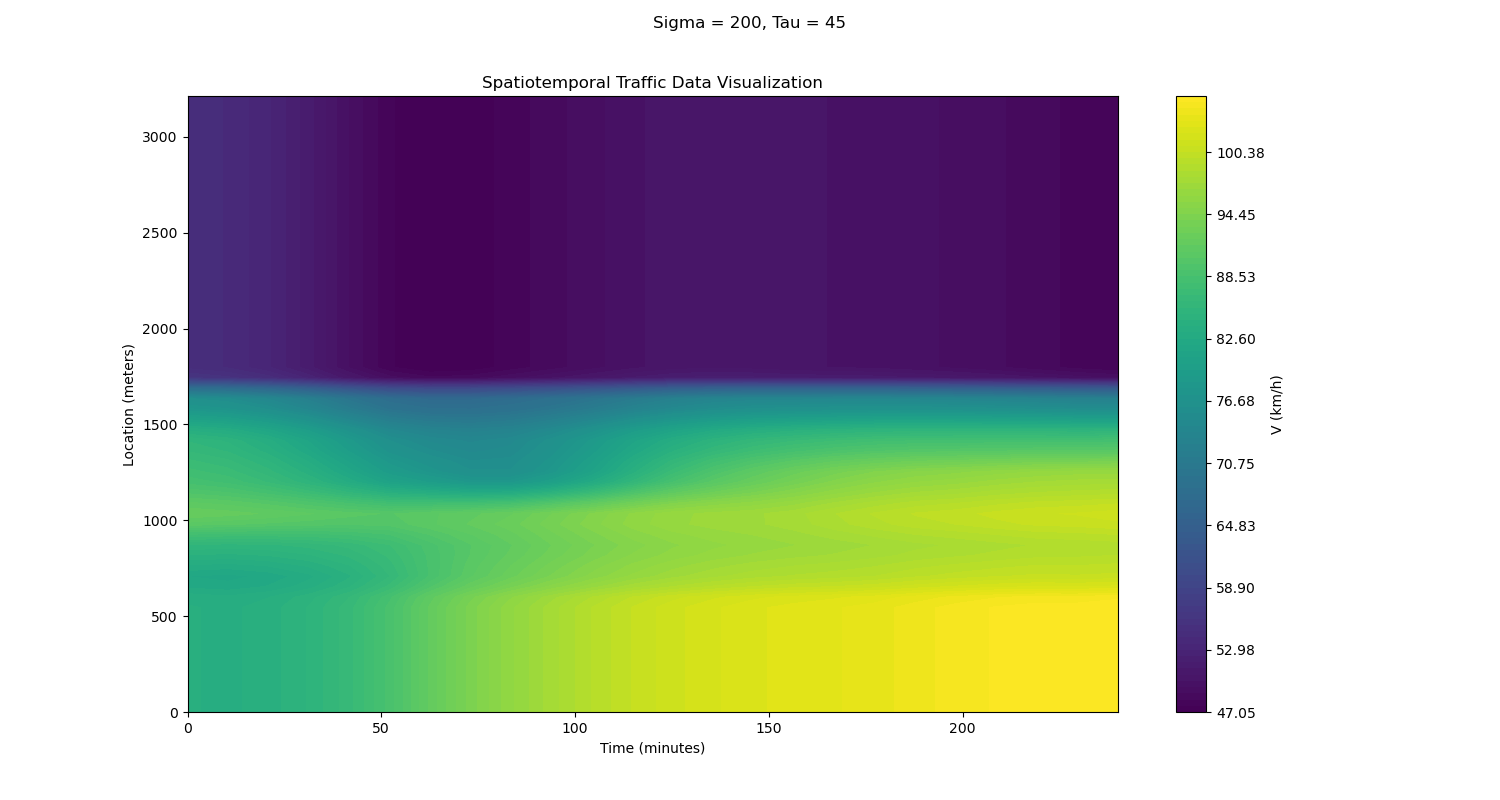 Sigma = 200, Tau = 45
Spatiotemporal Traffic Data Visualization
3000
2500
2000
1500
1000
500
0
Location (meters)
0 50 100 150 200
Time (minutes)
100.38
94.45
88.53
82.60
76.68
70.75
64.83
58.90
52.98
47.05
V (km/h)